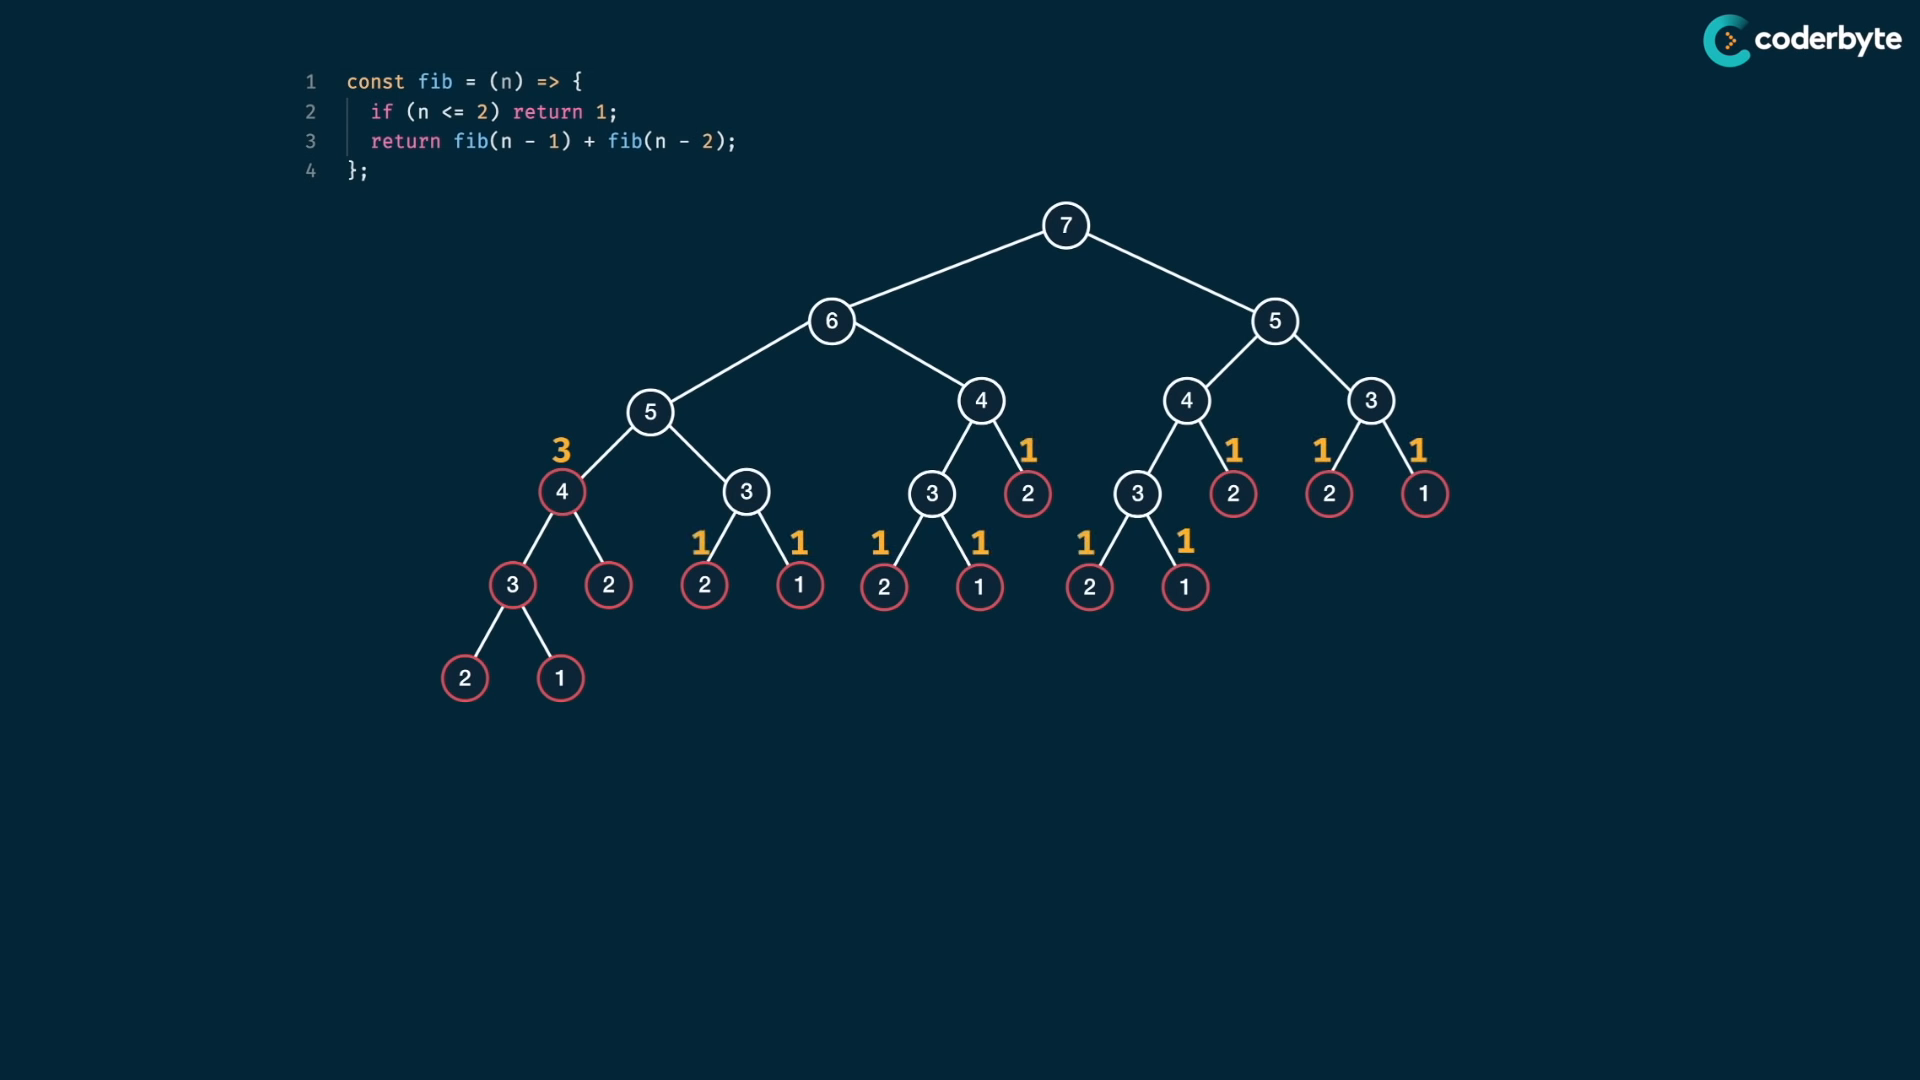 coderbyte
1 const fib = (n) => {
2 if (n <= 2) return 1;
3 return fib(n - 1) + fib(n - 2);
4 };
7
6 5
5 4 4 3
3 1 1 1 1
4 3 3 2 3 2 2 1
1 1 1 1 1 1
3 2 2 1 2 1 2 1
2 1